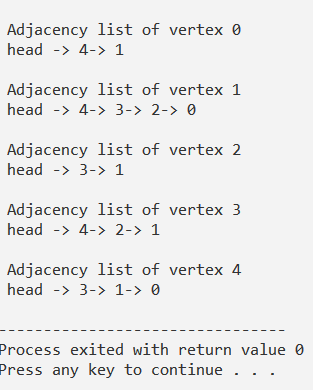 Adjacency list of vertex 0
head -> 4-> 1
Adjacency list of vertex 1
head -> 4-> 3-> 2-> 0
Adjacency list of vertex 2
head -> 3-> 1
Adjacency list of vertex 3
head -> 4-> 2-> 1
Adjacency list of vertex 4
head -> 3-> 1-> 0
--------------------------------
Process exited with return value 0
Press any key to continue . . .